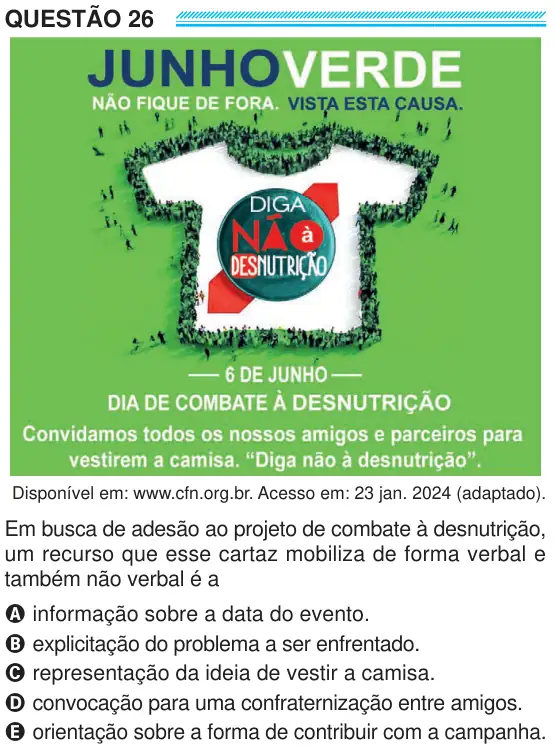 QUESTÃO 26
JUNHOVERDE
NÃO FIQUE DE FORA. VISTA ESTA CAUSA.
DIGA
NÃO à
DESNUTRIÇÃO
6 DE JUNHO
DIA DE COMBATE À DESNUTRIÇÃO
Convidamos todos os nossos amigos e parceiros para
vestirem a camisa. “Diga não à desnutrição”.
Disponível em: www.cfn.org.br. Acesso em: 23 jan. 2024 (adaptado).
Em busca de adesão ao projeto de combate à desnutrição,
um recurso que esse cartaz mobiliza de forma verbal e
também não verbal é a
A informação sobre a data do evento.
B explicitação do problema a ser enfrentado.
C representação da ideia de vestir a camisa.
D convocação para uma confraternização entre amigos.
E orientação sobre a forma de contribuir com a campanha.